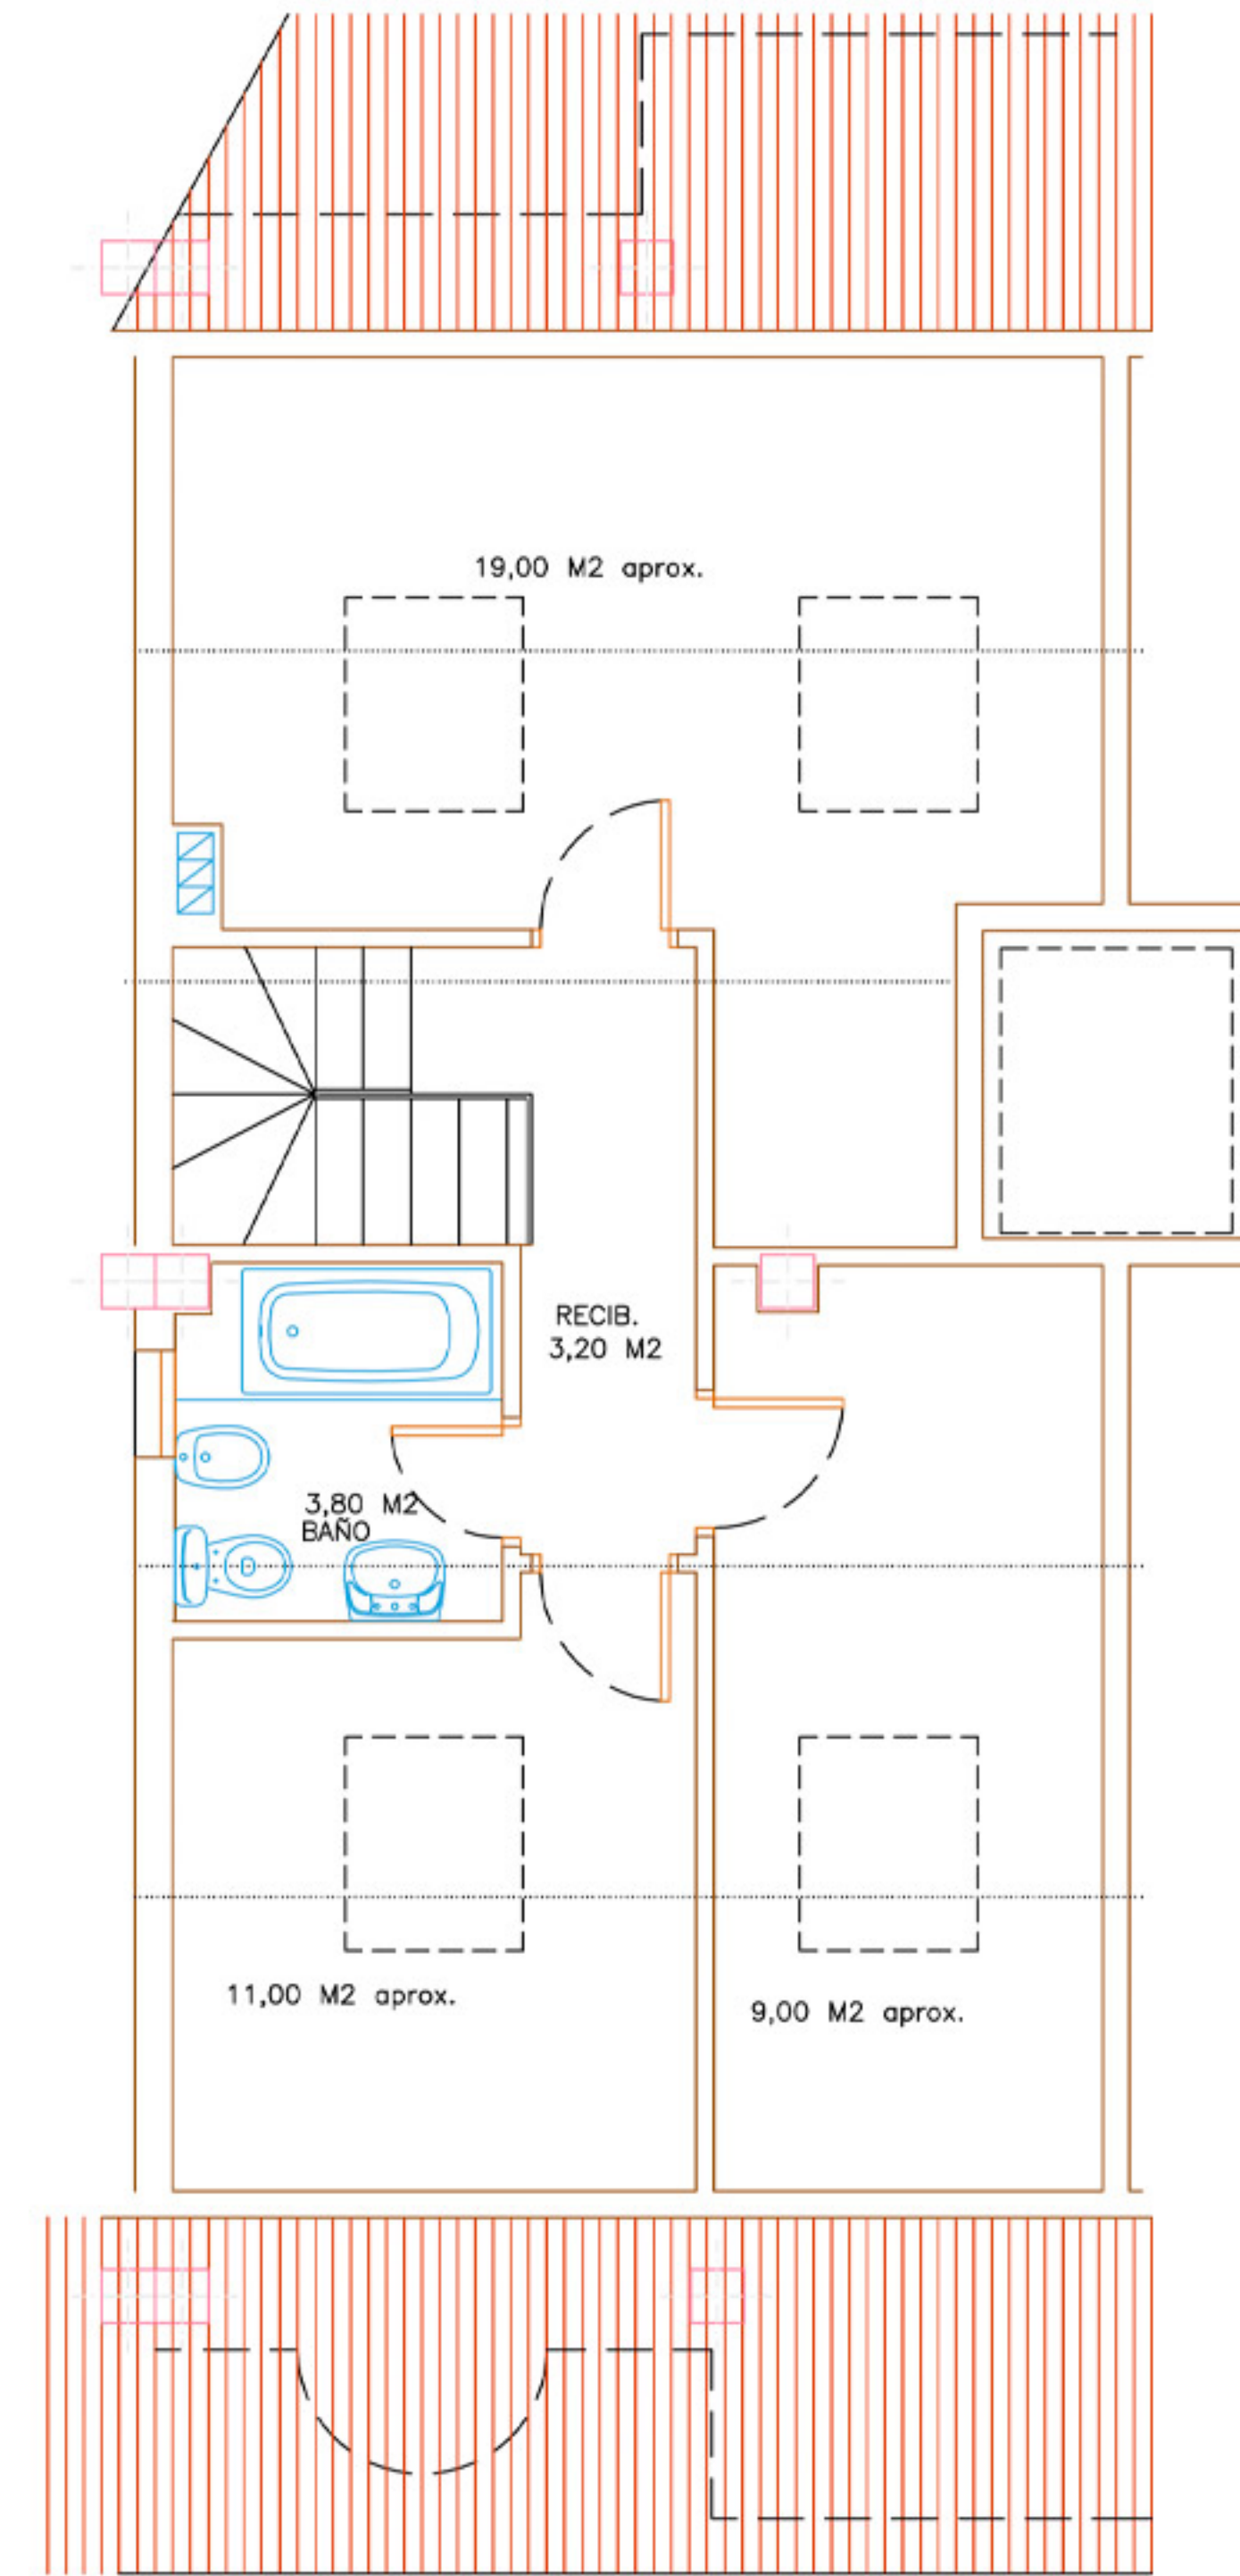 19,00 M2 aprox.
RECIB.
3,20 M2
3,80 M2
BAÑO
11,00 M2 aprox.
9,00 M2 aprox.